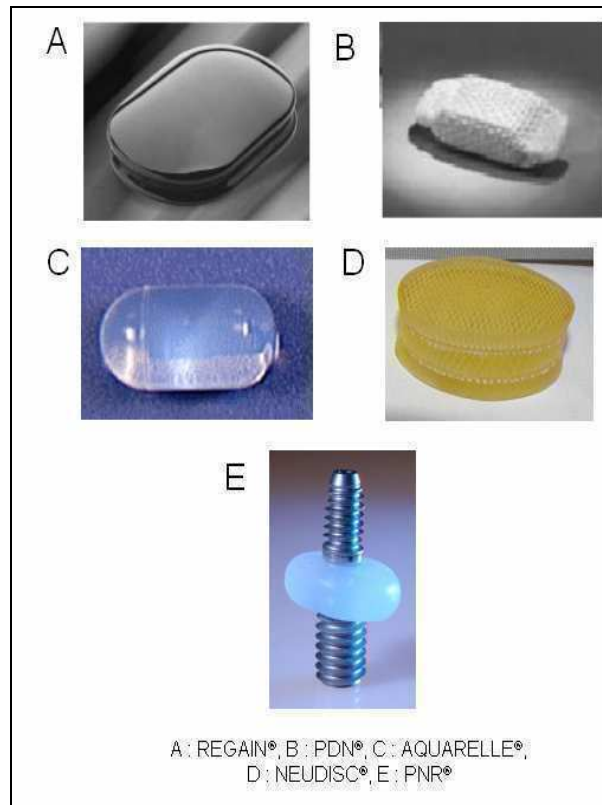 A
B
C
D
E
A : REGAIN®, B : PDN®, C : AQUARELLE®,
D : NEUDISC®, E : PNR®